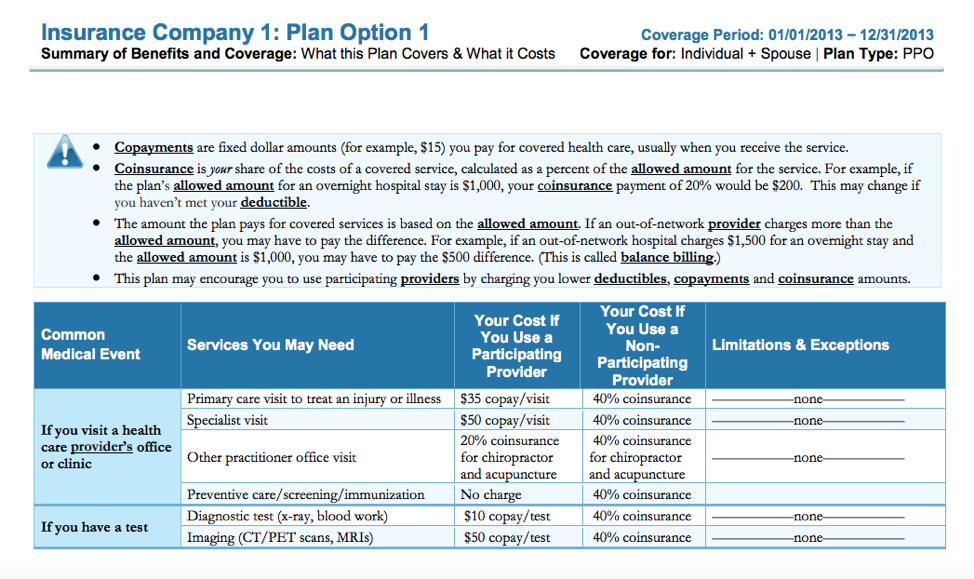 Insurance Company 1: Plan Option 1
Coverage Period: 01/01/2013 – 12/31/2013
Summary of Benefits and Coverage: What this Plan Covers & What it Costs
Coverage for: Individual + Spouse | Plan Type: PPO
• Copayments are fixed dollar amounts (for example, $15) you pay for covered health care, usually when you receive the service.
• Coinsurance is your share of the costs of a covered service, calculated as a percent of the allowed amount for the service. For example, if
the plan's allowed amount for an overnight hospital stay is $1,000, your coinsurance payment of 20% would be $200. This may change if
you haven't met your deductible.
• The amount the plan pays for covered services is based on the allowed amount. If an out-of-network provider charges more than the
allowed amount, you may have to pay the difference. For example, if an out-of-network hospital charges $1,500 for an overnight stay and
the allowed amount is $1,000, you may have to pay the $500 difference. (This is called balance billing.)
• This plan may encourage you to use participating providers by charging you lower deductibles, copayments and coinsurance amounts.
Common
Medical Event
Services You May Need
Your Cost If
You Use a
Participating
Provider
Your Cost If
You Use a
Non-
Participating
Provider
Limitations & Exceptions
If you visit a health
care provider's office
or clinic
Primary care visit to treat an injury or illness
$35 copay/visit
40% coinsurance
none
Specialist visit
$50 copay/visit
40% coinsurance
none
Other practitioner office visit
20% coinsurance
for chiropractor
and acupuncture
40% coinsurance
for chiropractor
and acupuncture
none
Preventive care/screening/immunization
No charge
40% coinsurance
If you have a test
Diagnostic test (x-ray, blood work)
$10 copay/test
40% coinsurance
none
Imaging (CT/PET scans, MRIs)
$50 copay/test
40% coinsurance
none